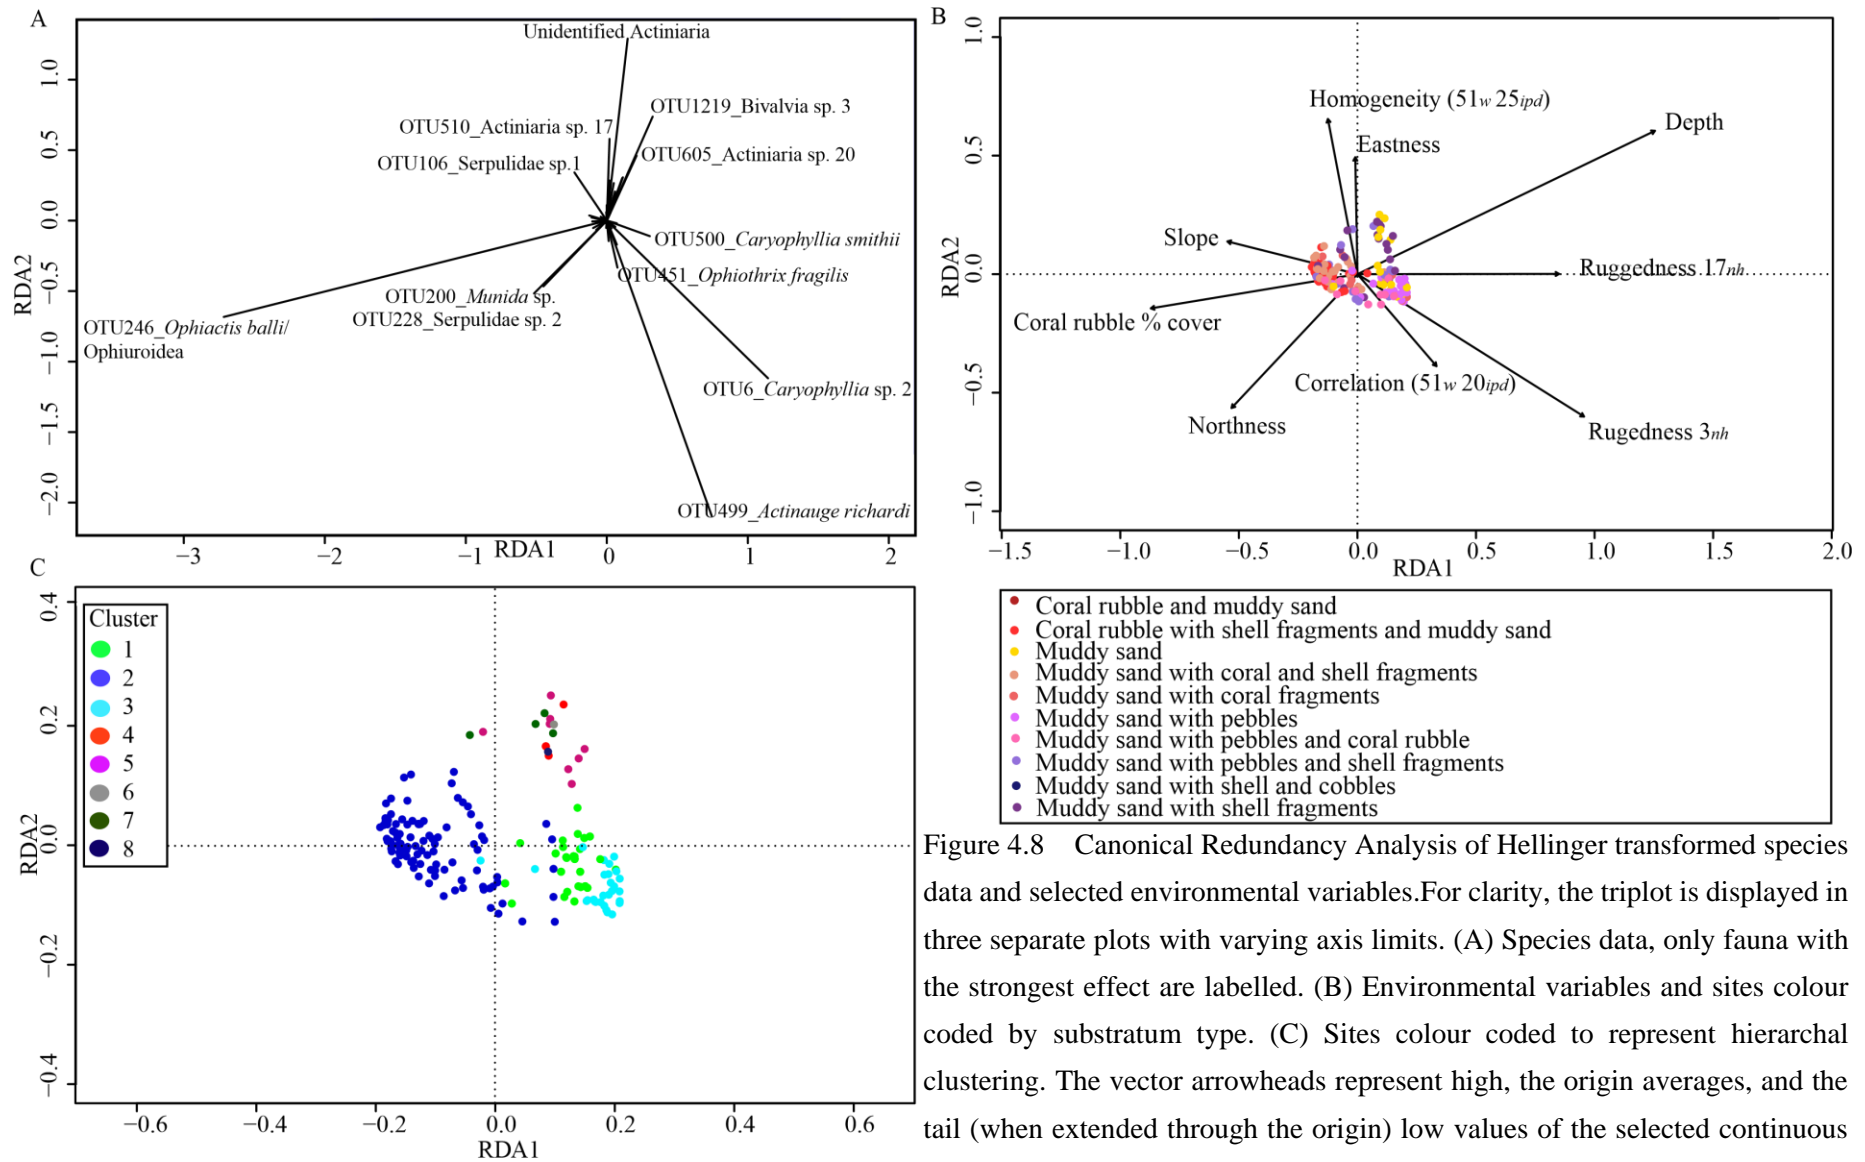 A
Unidentified Actiniaria
OTU1219_Bivalvia sp. 3
OTU510_Actiniaria sp. 17
OTU605_Actiniaria sp. 20
OTU106_Serpulidae sp.1
OTU500_Caryophyllia smithii
OTU451_Ophiothrix fragilis
OTU200_Munida sp.
OTU228_Serpulidae sp. 2
OTU246_Ophiactis balli/
Ophiuroidea
OTU6_Caryophyllia sp. 2
OTU499_Actinauge richardi
1.0
0.5
0.0
−0.5
−1.0
−1.5
−2.0
RDA2
−3
−2
−1
0
1
2
RDA1
B
Homogeneity (51w 25ipd)
Depth
Eastness
Slope
Ruggedness 17nh
Coral rubble % cover
Correlation (51w 20ipd)
Northness
Rugedness 3nh
1.0
0.5
0.0
−0.5
−1.0
RDA2
−1.5
−1.0
−0.5
0.0
0.5
1.0
1.5
2.0
RDA1
Coral rubble and muddy sand
Coral rubble with shell fragments and muddy sand
Muddy sand
Muddy sand with coral and shell fragments
Muddy sand with coral fragments
Muddy sand with pebbles
Muddy sand with pebbles and coral rubble
Muddy sand with pebbles and shell fragments
Muddy sand with shell and cobbles
Muddy sand with shell fragments
C
Cluster
1
2
3
4
5
6
7
8
0.4
0.2
0.0
−0.2
−0.4
RDA2
−0.6
−0.4
−0.2
0.0
0.2
0.4
0.6
RDA1
Figure 4.8 Canonical Redundancy Analysis of Hellinger transformed species
data and selected environmental variables.For clarity, the triplot is displayed in
three separate plots with varying axis limits. (A) Species data, only fauna with
the strongest effect are labelled. (B) Environmental variables and sites colour
coded by substratum type. (C) Sites colour coded to represent hierarchal
clustering. The vector arrowheads represent high, the origin averages, and the
tail (when extended through the origin) low values of the selected continuous